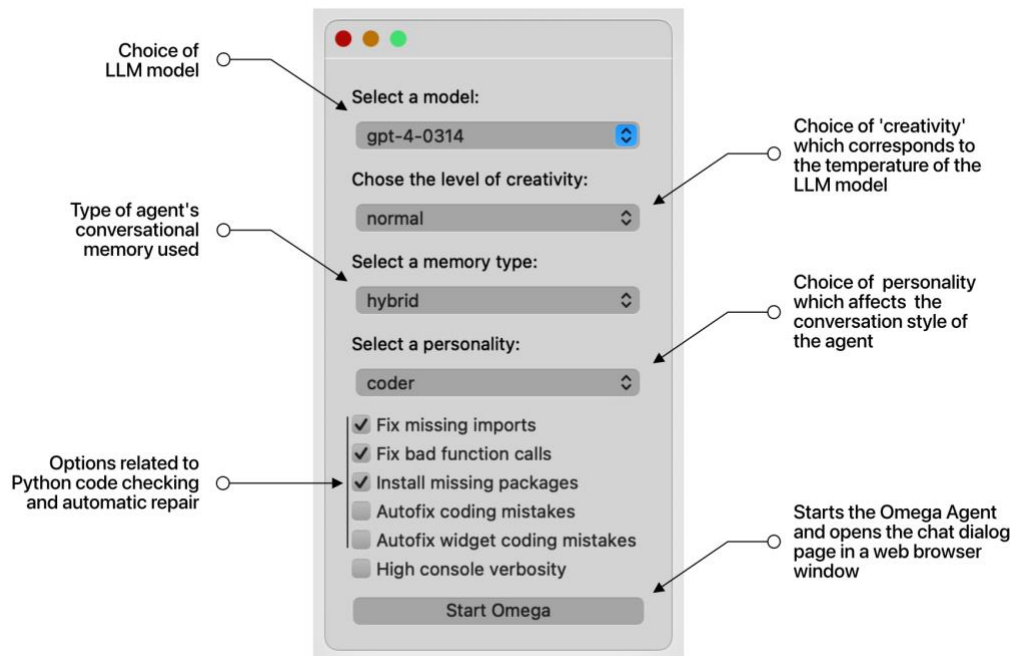 Choice of
LLM model
Select a model:
gpt-4-0314
Choice of 'creativity'
which corresponds to
the temperature of the
LLM model
Chose the level of creativity:
normal
Type of agent's
conversational
memory used
Select a memory type:
hybrid
Choice of  personality
which affects  the
conversation style of
the agent
Select a personality:
coder
Options related to
Python code checking
and automatic repair
Fix missing imports
Fix bad function calls
Install missing packages
Autofix coding mistakes
Autofix widget coding mistakes
High console verbosity
Starts the Omega Agent
and opens the chat dialog
page in a web browser
window
Start Omega